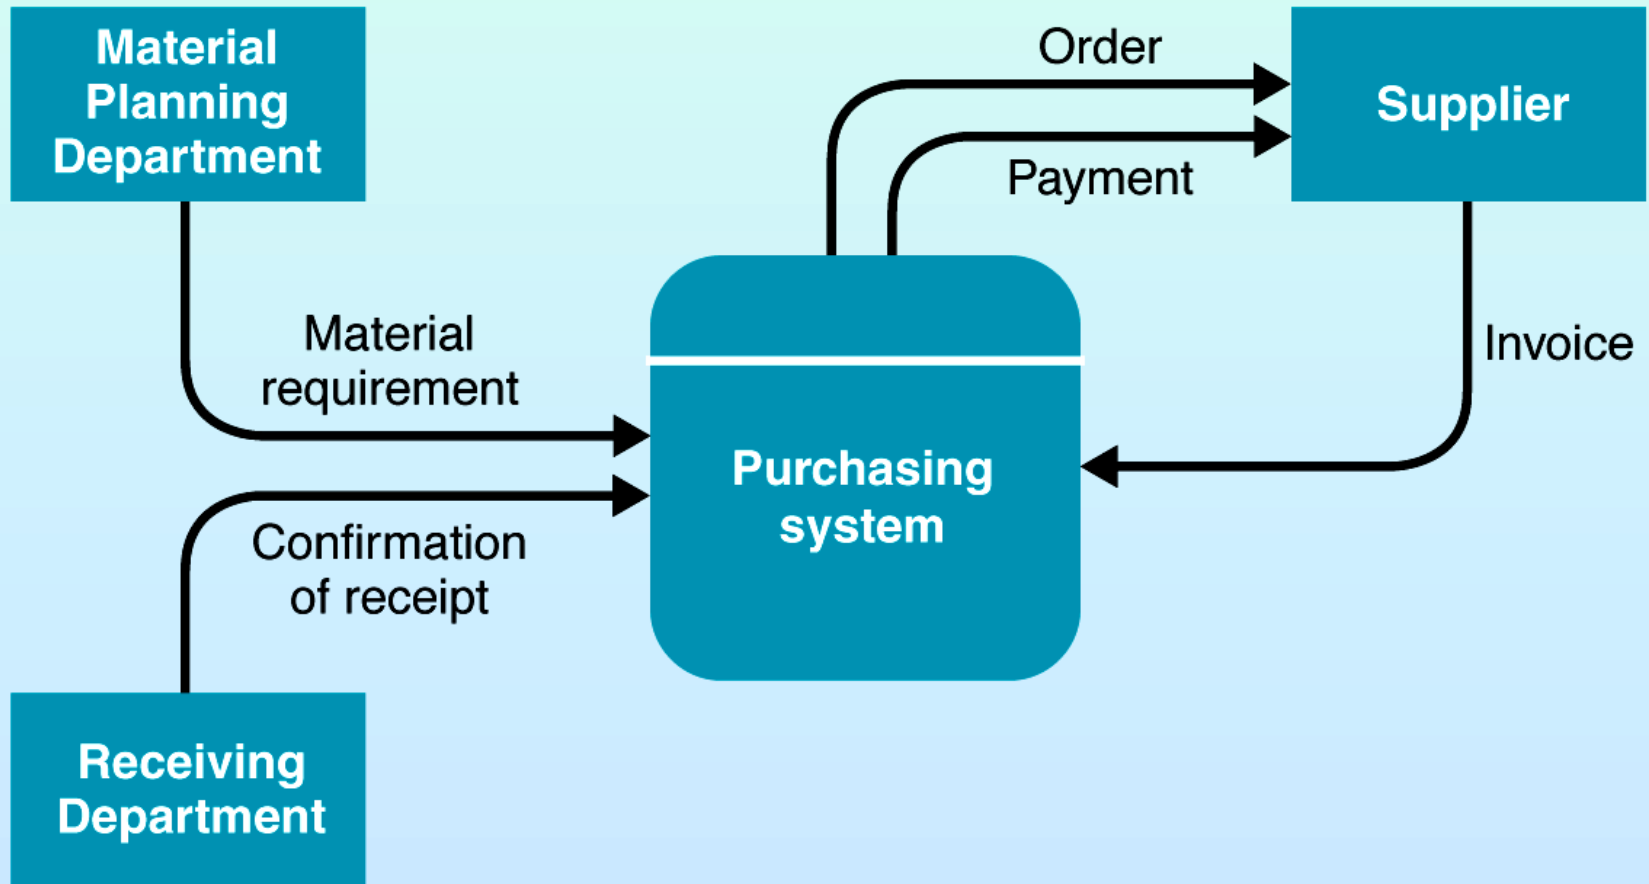 Material
Planning
Department
Order
Supplier
Payment
Material
requirement
Invoice
Purchasing
system
Confirmation
of receipt
Receiving
Department